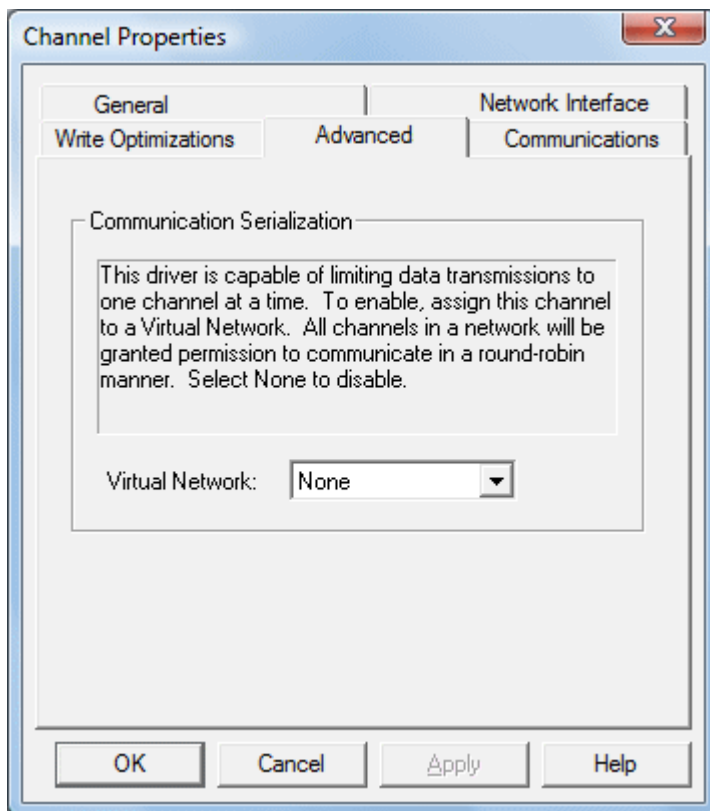 Channel Properties
General
Network Interface
Write Optimizations
Advanced
Communications
Communication Serialization
This driver is capable of limiting data transmissions to
one channel at a time.  To enable, assign this channel
to a Virtual Network.  All channels in a network will be
granted permission to communicate in a round-robin
manner.  Select None to disable.
Virtual Network:
None
OK
Cancel
Apply
Help